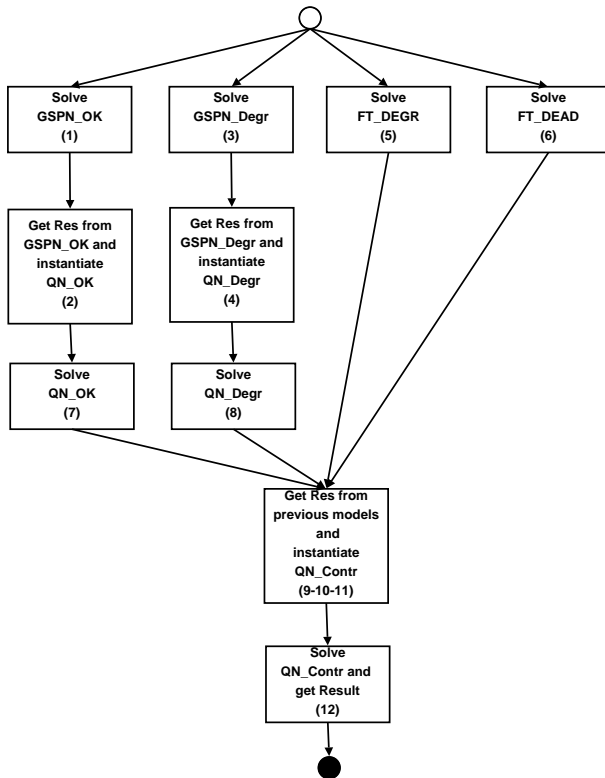 Solve
GSPN_OK
(1)
Solve
GSPN_Degr
(3)
Solve
FT_DEGR
(5)
Solve
FT_DEAD
(6)
Get Res from
GSPN_OK and
instantiate
QN_OK
(2)
Get Res from
GSPN_Degr and
instantiate
QN_Degr
(4)
Solve
QN_OK
(7)
Solve
QN_Degr
(8)
Get Res from
previous models
and
instantiate
QN_Contr
(9-10-11)
Solve
QN_Contr and
get Result
(12)